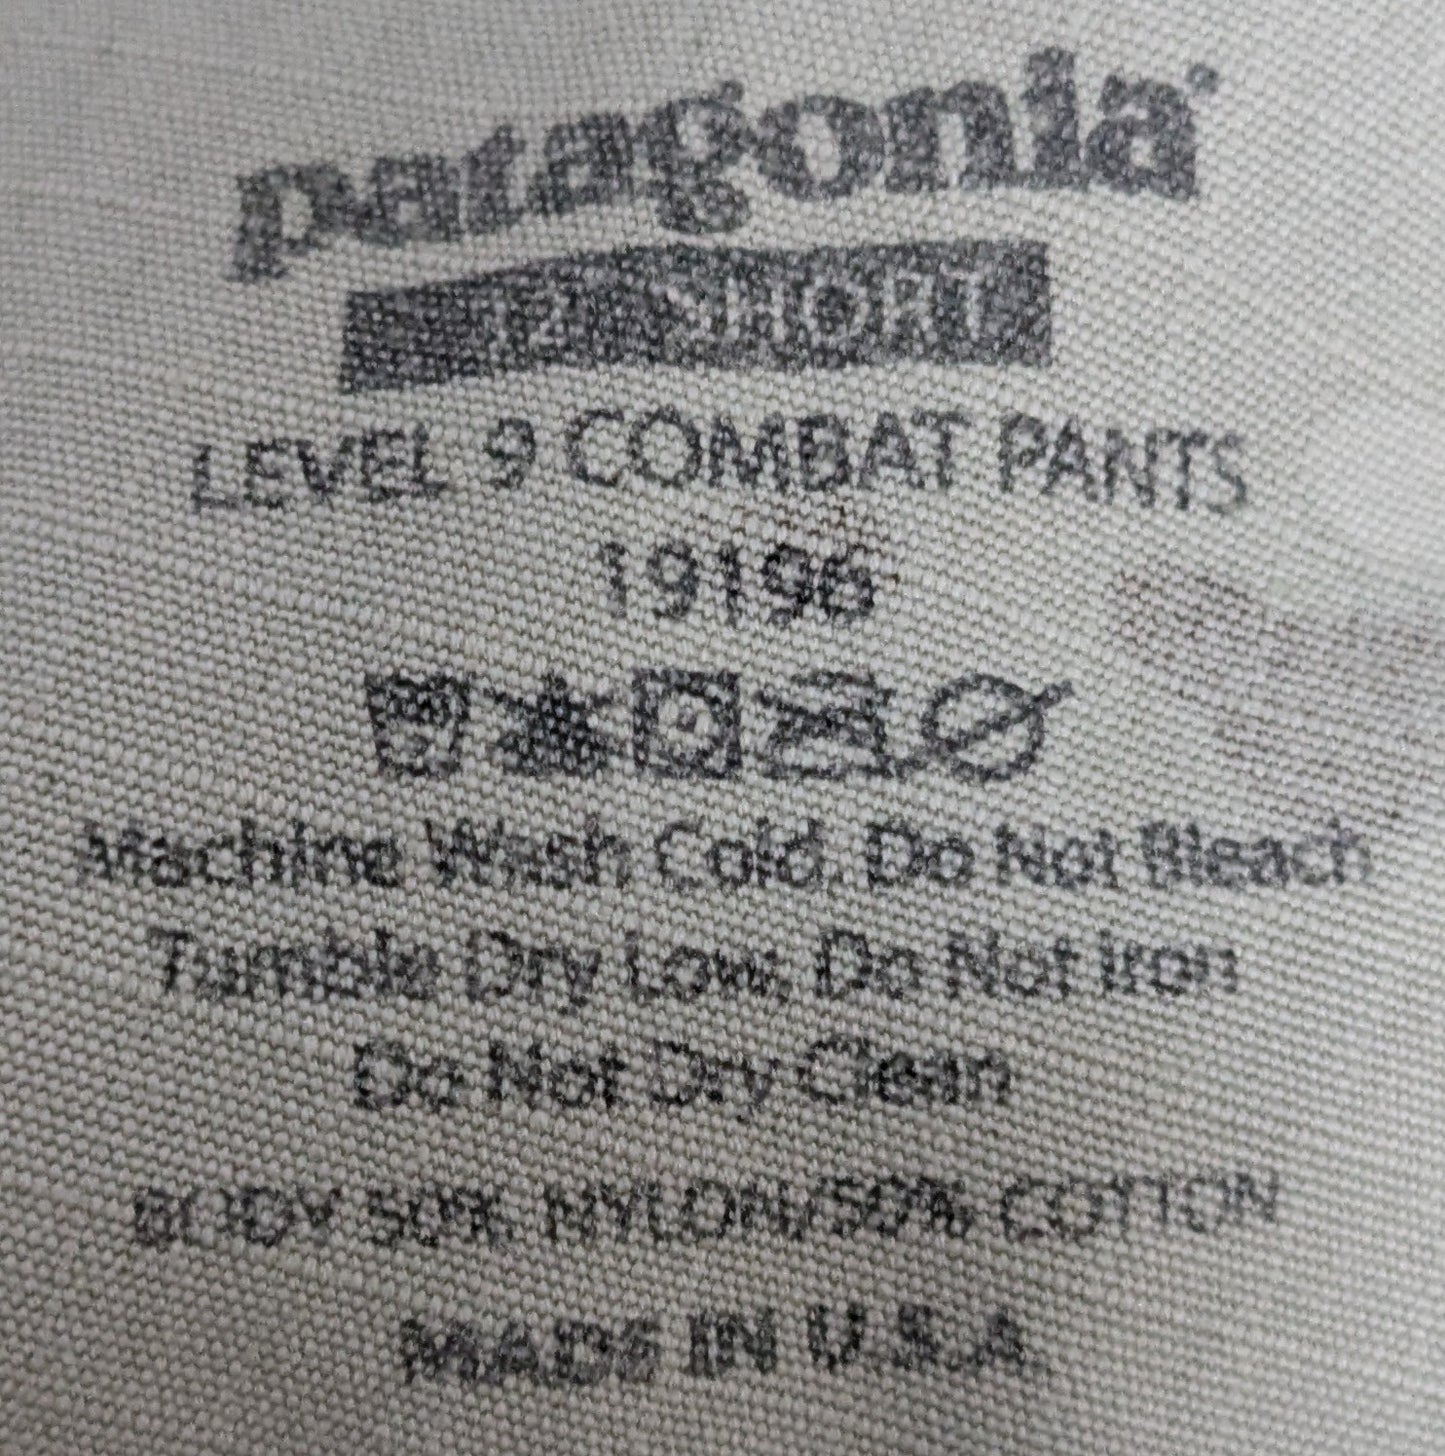 patagonia®
SHORT
LEVEL 9 COMBAT PANTS
19196
Machine Wash Cold, Do Not Bleach
Tumble Dry Low, Do Not Iron
Do Not Dry Clean
BODY 50% NYLON/50% COTTON
MADE IN U.S.A.